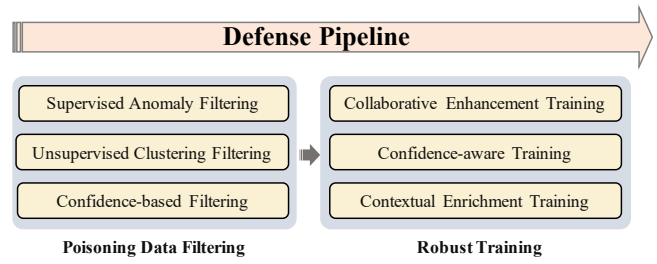 Defense Pipeline
Supervised Anomaly Filtering
Unsupervised Clustering Filtering
Confidence-based Filtering
Poisoning Data Filtering
Collaborative Enhancement Training
Confidence-aware Training
Contextual Enrichment Training
Robust Training